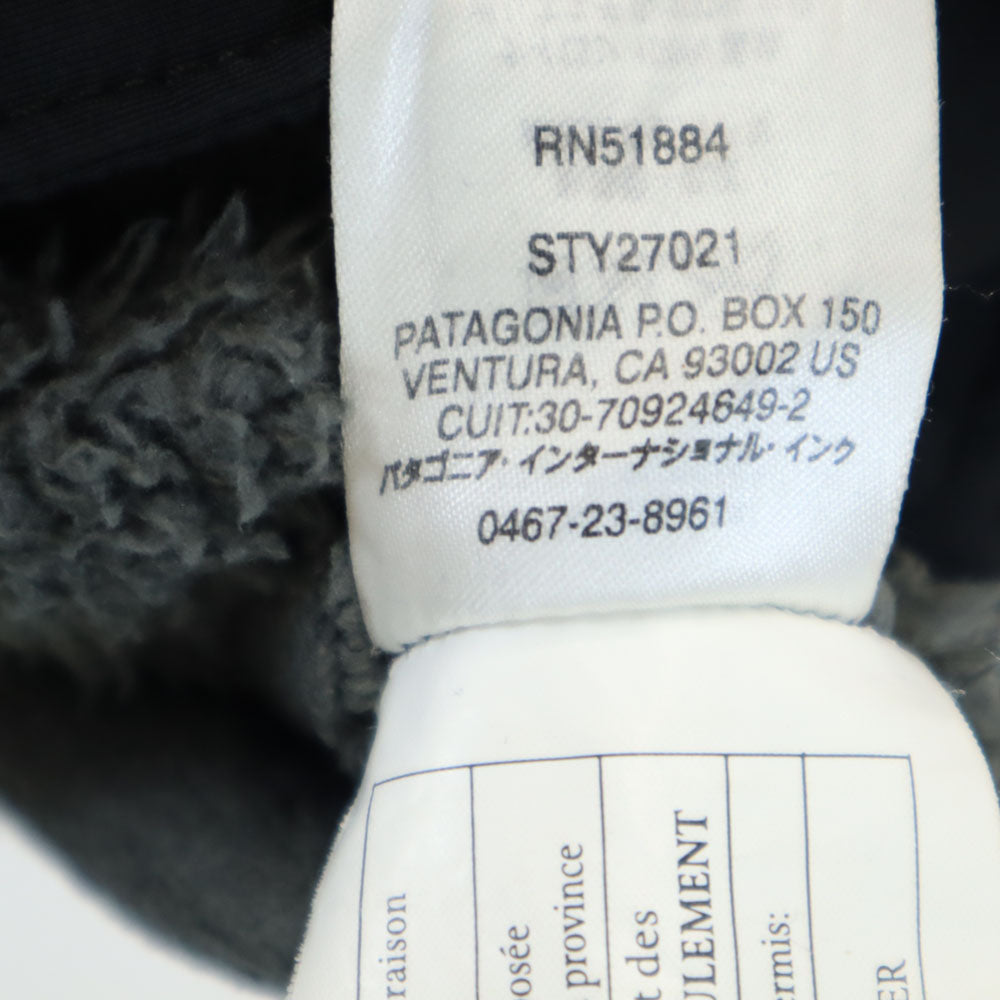 RN51884
STY27021
PATAGONIA P.O. BOX 150
VENTURA, CA 93002 US
CUIT:30-70924649-2
パタゴニア・インターナショナル・インク
0467-23-8961
raison
osée
province
t des
ULEMENT
ermis:
ER